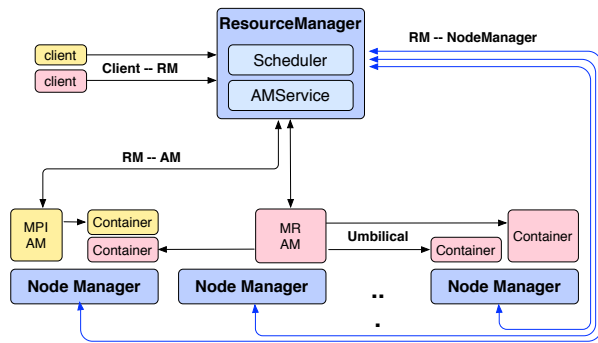 ResourceManager
RM -- NodeManager
client
Scheduler
Client -- RM
client
AMService
RM -- AM
MPI
AM
Container
MR
AM
Container
Umbilical
Container
Container
Node Manager
Node Manager
..
.
Node Manager